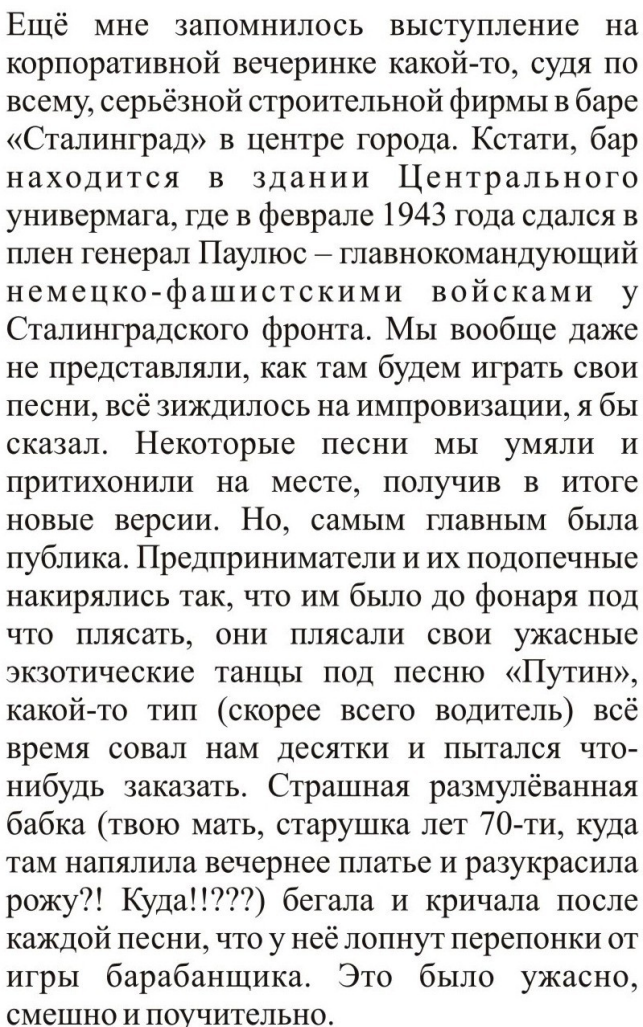 Ещё мне запомнилось выступление на
корпоративной вечеринке какой-то, судя по
всему, серьёзной строительной фирмы в баре
«Сталинград» в центре города. Кстати, бар
находится в здании Центрального
универмага, где в феврале 1943 года сдался в
плен генерал Паулюс – главнокомандующий
немецко-фашистскими войсками у
Сталинградского фронта. Мы вообще даже
не представляли, как там будем играть свои
песни, всё зиждилось на импровизации, я бы
сказал. Некоторые песни мы умяли и
притихонили на месте, получив в итоге
новые версии. Но, самым главным была
публика. Предприниматели и их подопечные
накирялись так, что им было до фонаря под
что плясать, они плясали свои ужасные
экзотические танцы под песню «Путин»,
какой-то тип (скорее всего водитель) всё
время совал нам десятки и пытался что-
нибудь заказать. Страшная размулёванная
бабка (твою мать, старушка лет 70-ти, куда
там напялила вечернее платье и разукрасила
рожу?! Куда!!???) бегала и кричала после
каждой песни, что у неё лопнут перепонки от
игры барабанщика. Это было ужасно,
смешно и поучительно.